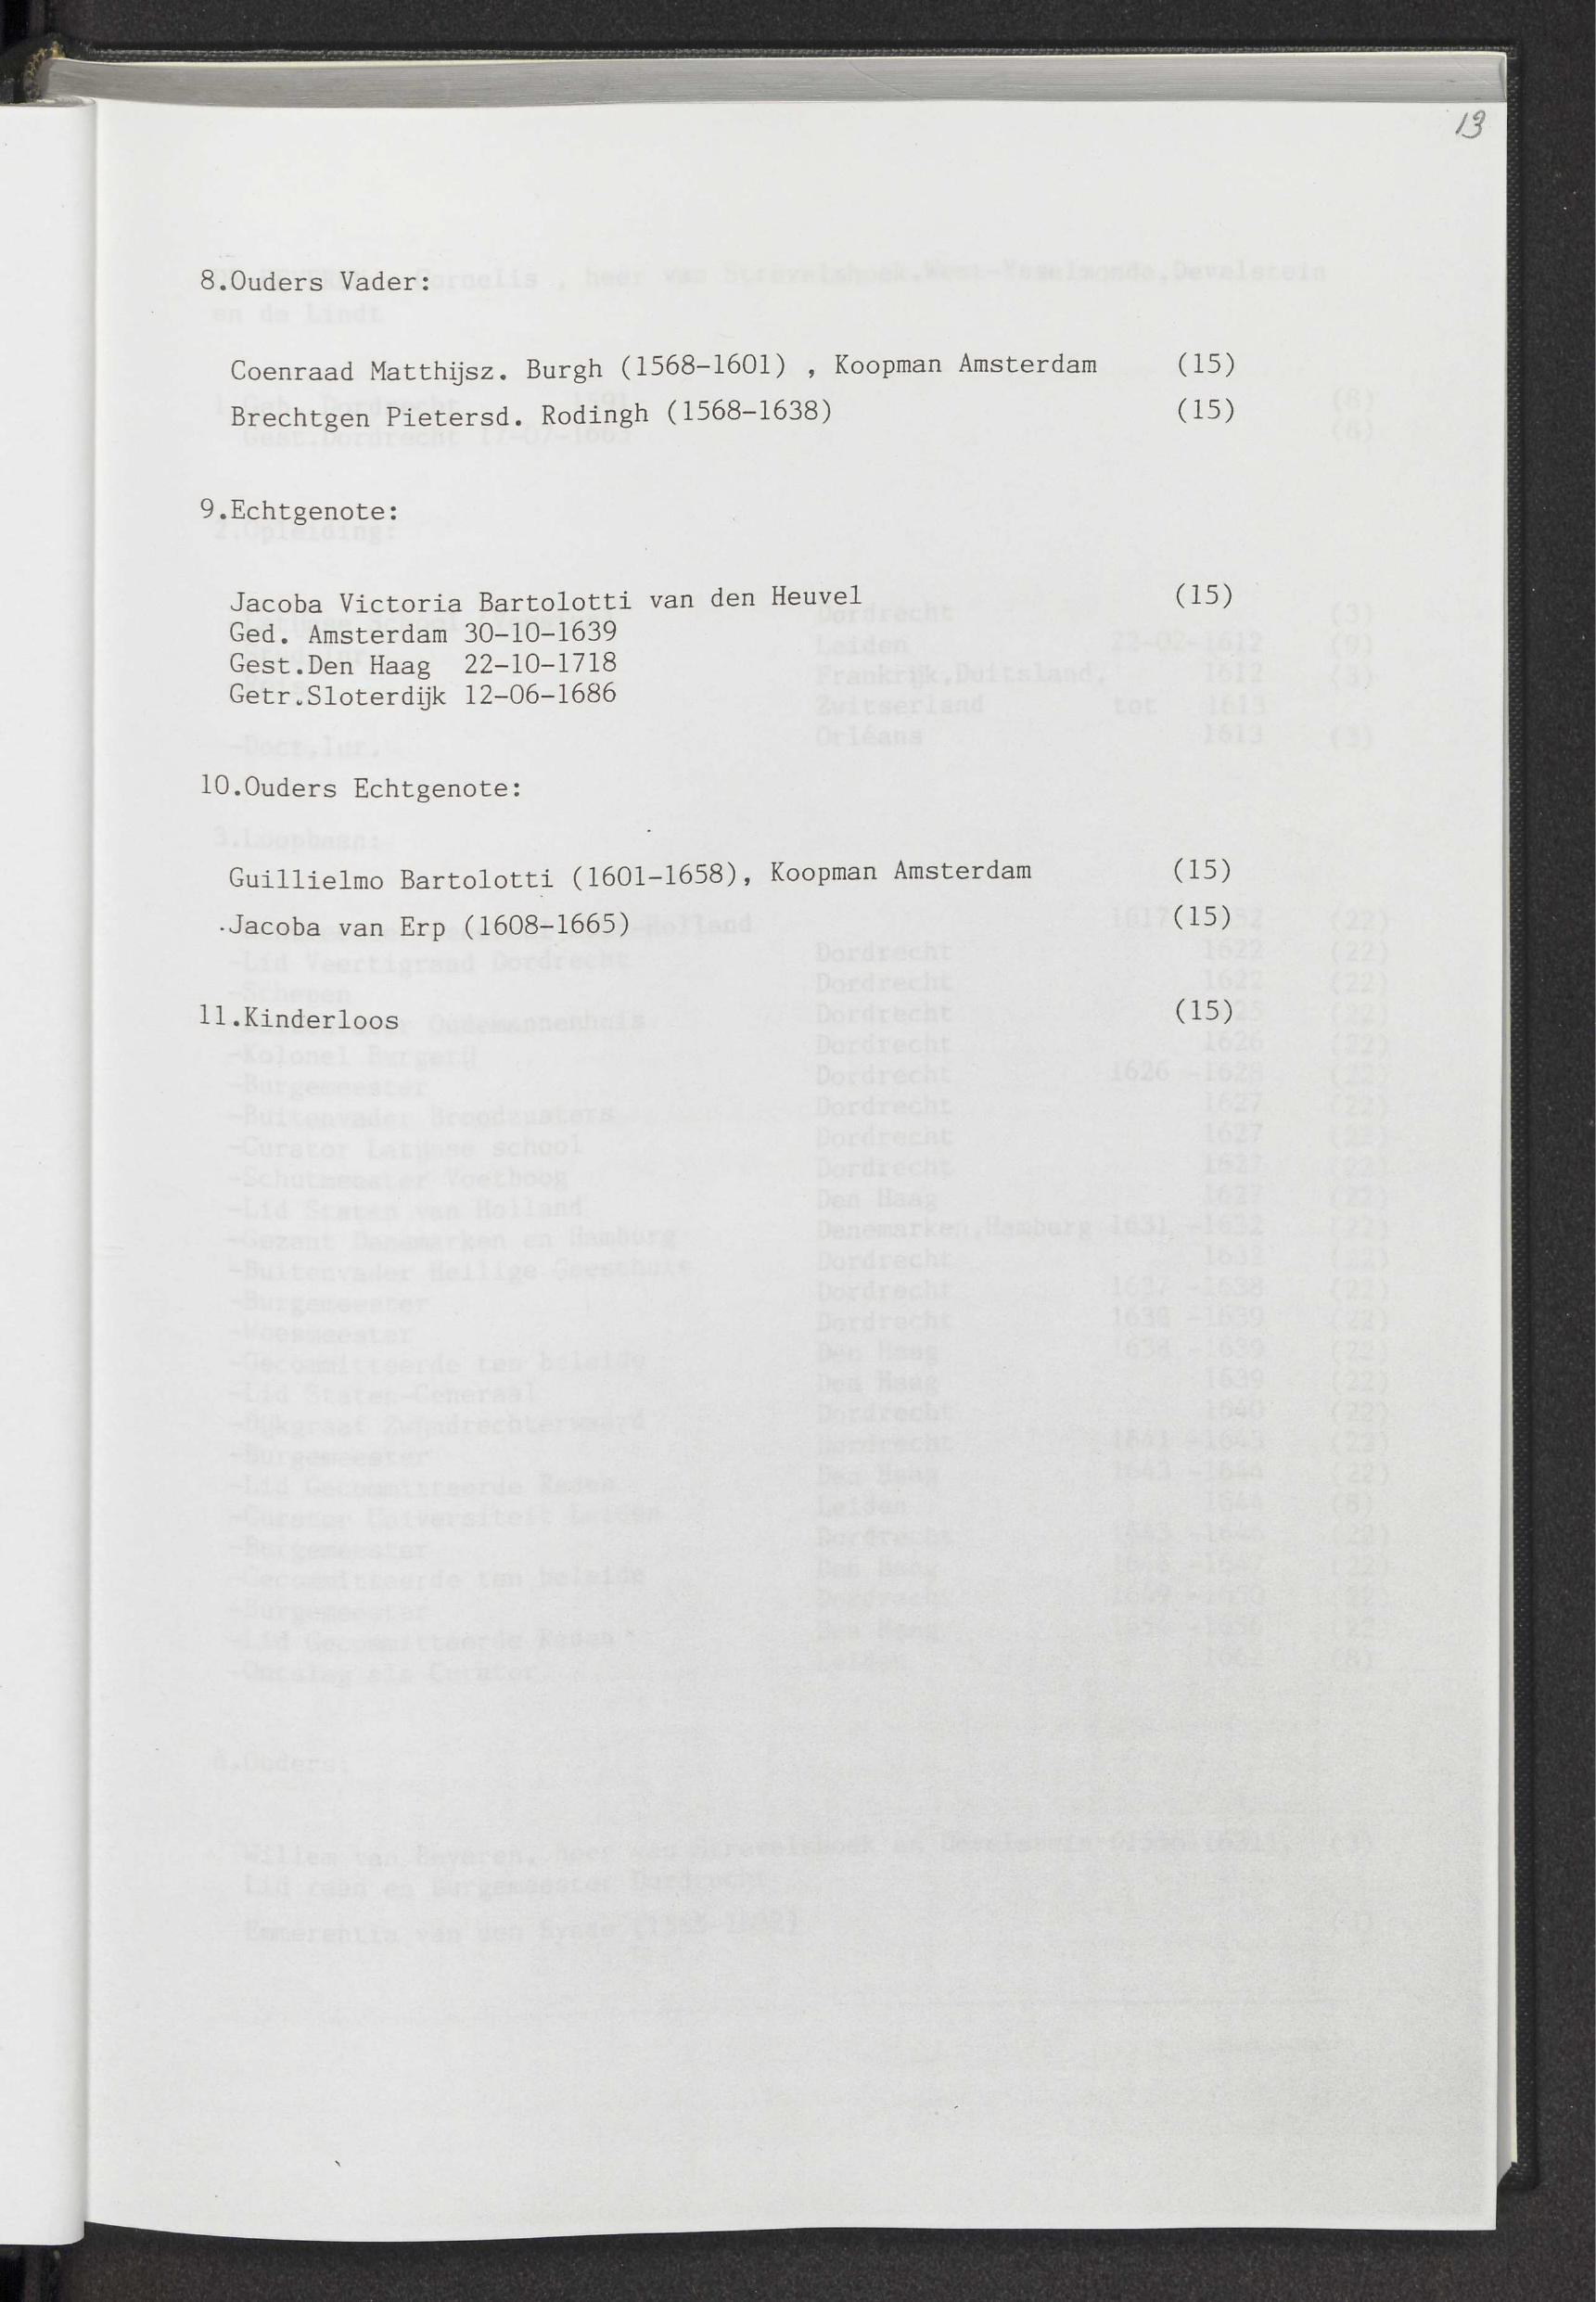 13
8.Ouders Vader:
Coenraad Matthijsz. Burgh (1568-1601) , Koopman Amsterdam (15)
Brechtgen Pietersd. Rodingh (1568-1638) (15)
9.Echtgenote:
Jacoba Victoria Bartolotti van den Heuvel (15)
Ged. Amsterdam 30-10-1639
Gest.Den Haag 22-10-1718
Getr.Sloterdijk 12-06-1686
10.Ouders Echtgenote:
Guillielmo Bartolotti (1601-1658), Koopman Amsterdam (15)
Jacoba van Erp (1608-1665) (15)
11.Kinderloos (15)